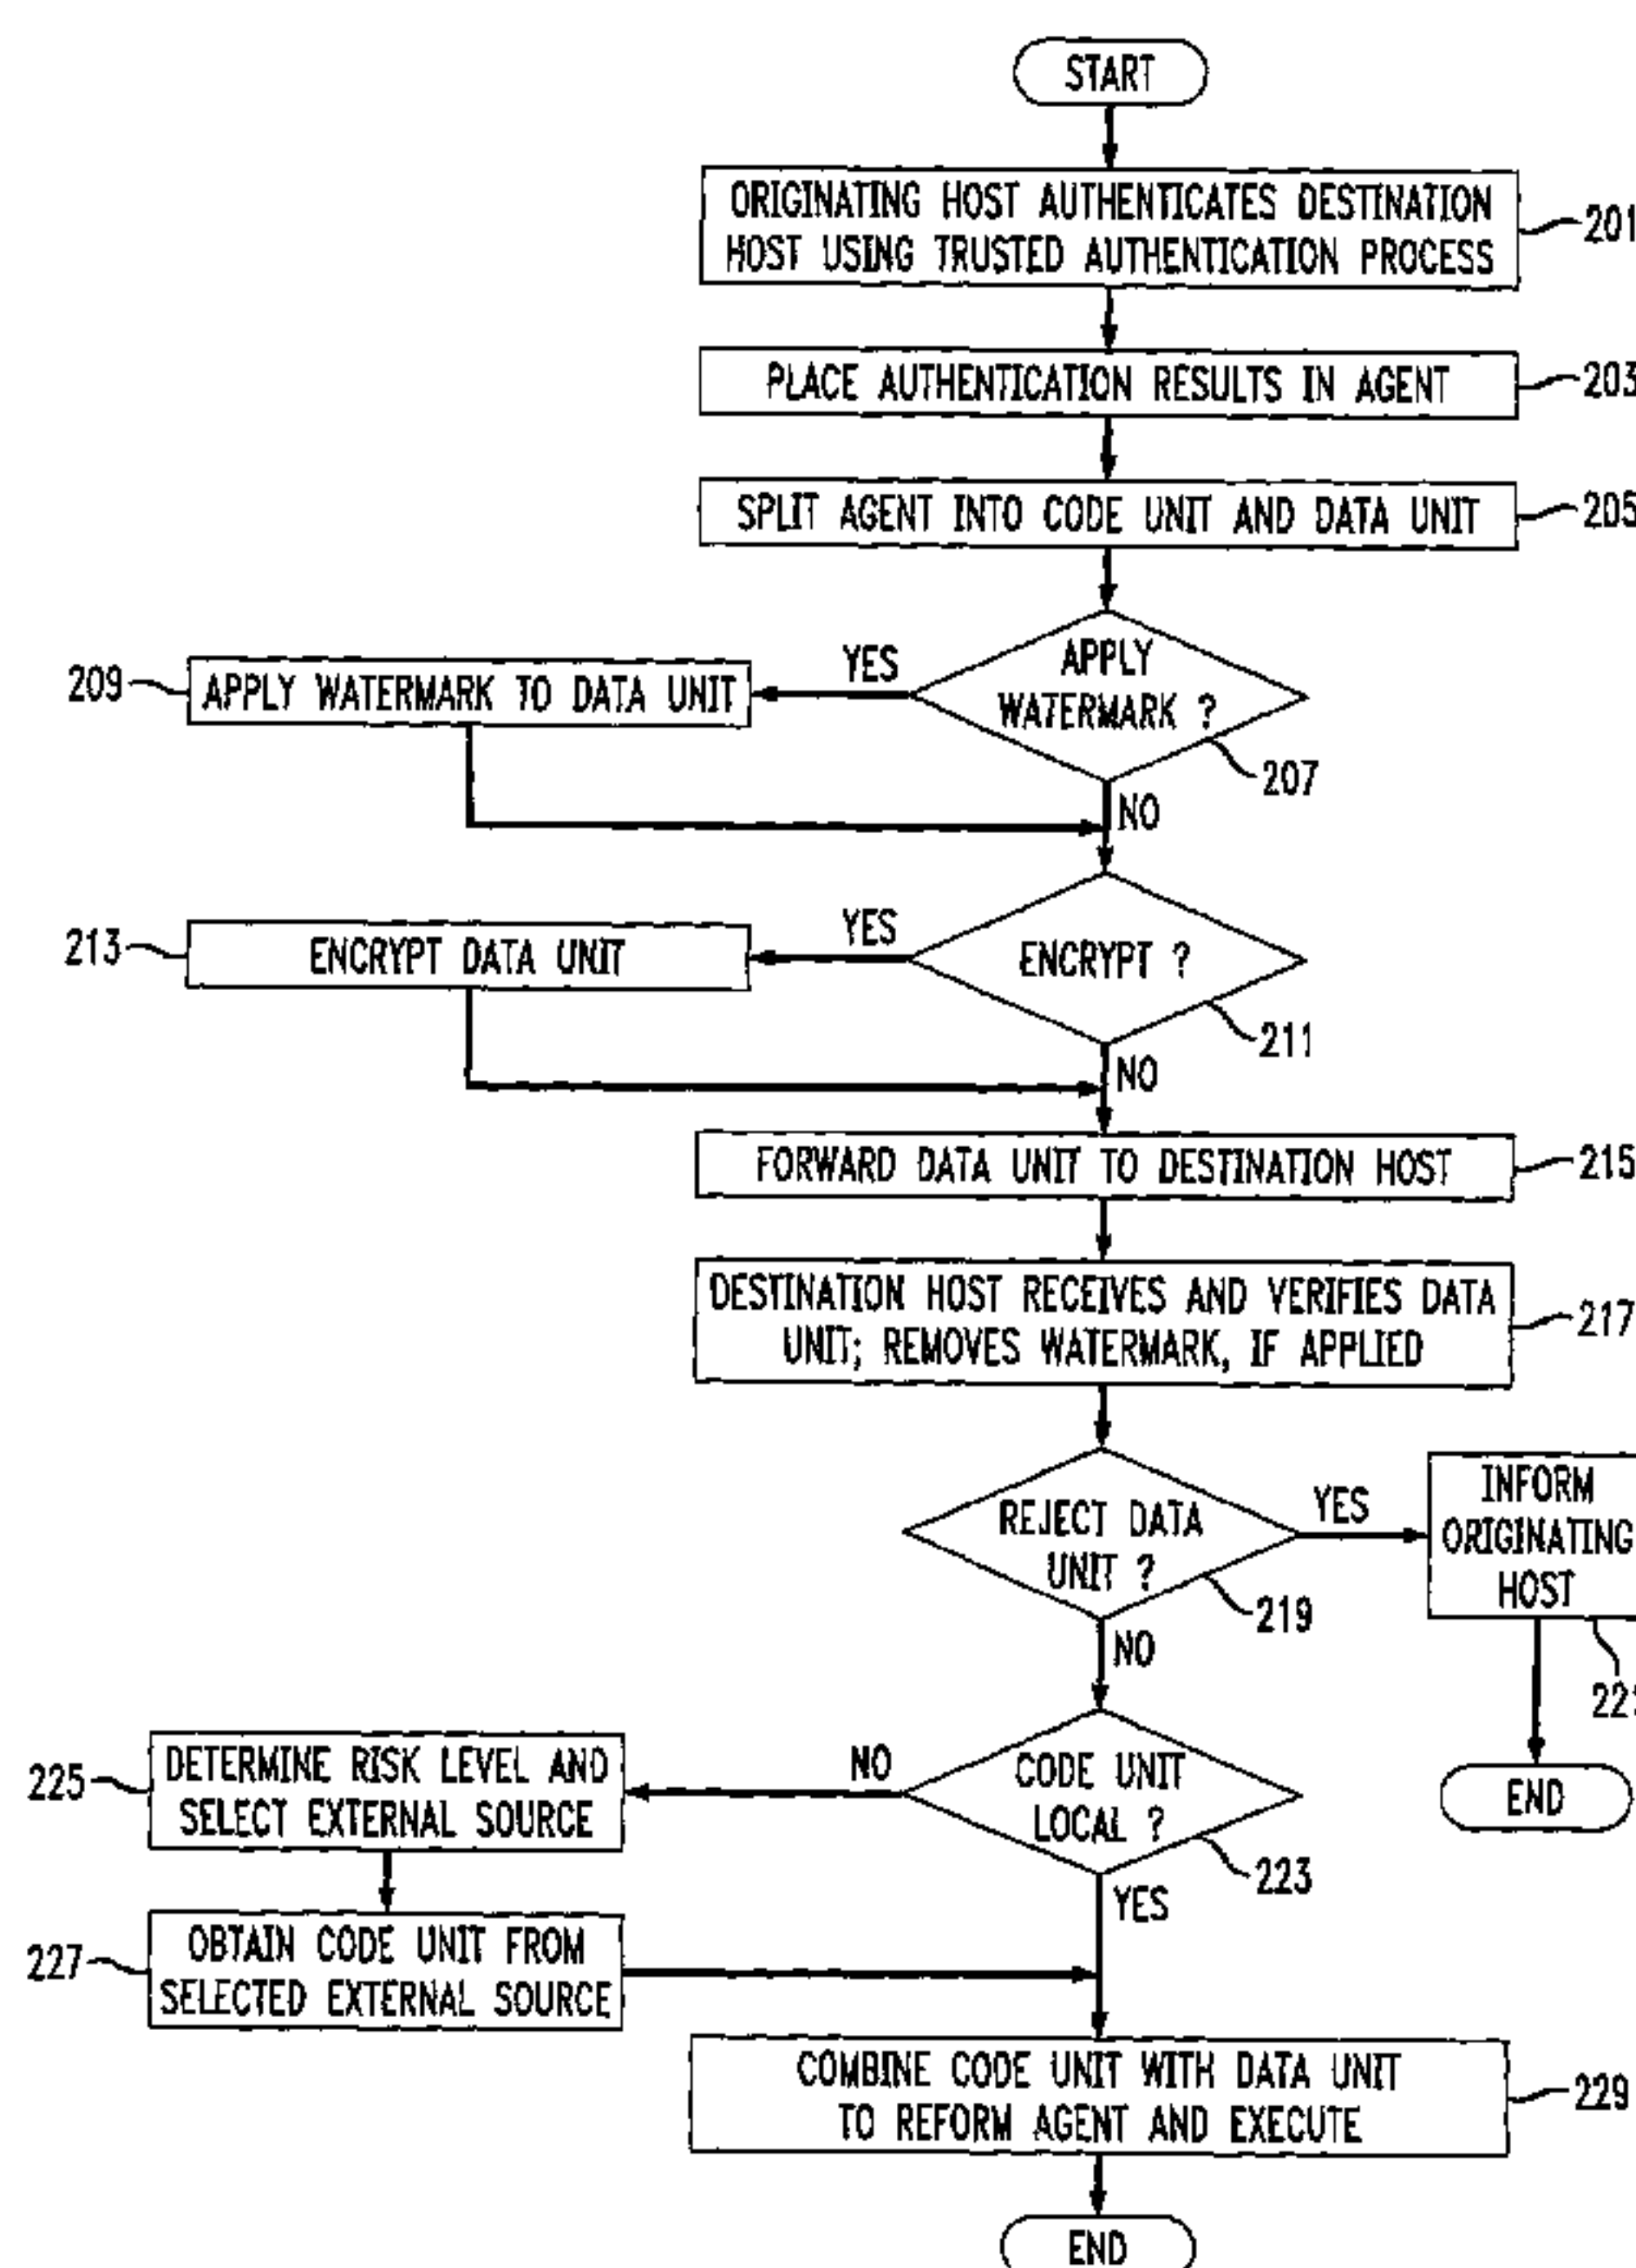 START
ORIGINATING HOST AUTHENTICATES DESTINATION
HOST USING TRUSTED AUTHENTICATION PROCESS
201
PLACE AUTHENTICATION RESULTS IN AGENT
203
SPLIT AGENT INTO CODE UNIT AND DATA UNIT
205
APPLY
WATERMARK ?
207
YES
NO
209
APPLY WATERMARK TO DATA UNIT
ENCRYPT ?
211
YES
NO
213
ENCRYPT DATA UNIT
FORWARD DATA UNIT TO DESTINATION HOST
215
DESTINATION HOST RECEIVES AND VERIFIES DATA
UNIT; REMOVES WATERMARK, IF APPLIED
217
REJECT DATA
UNIT ?
219
YES
INFORM
ORIGINATING
HOST
221
END
NO
CODE UNIT
LOCAL ?
223
NO
225
DETERMINE RISK LEVEL AND
SELECT EXTERNAL SOURCE
227
OBTAIN CODE UNIT FROM
SELECTED EXTERNAL SOURCE
YES
COMBINE CODE UNIT WITH DATA UNIT
TO REFORM AGENT AND EXECUTE
229
END